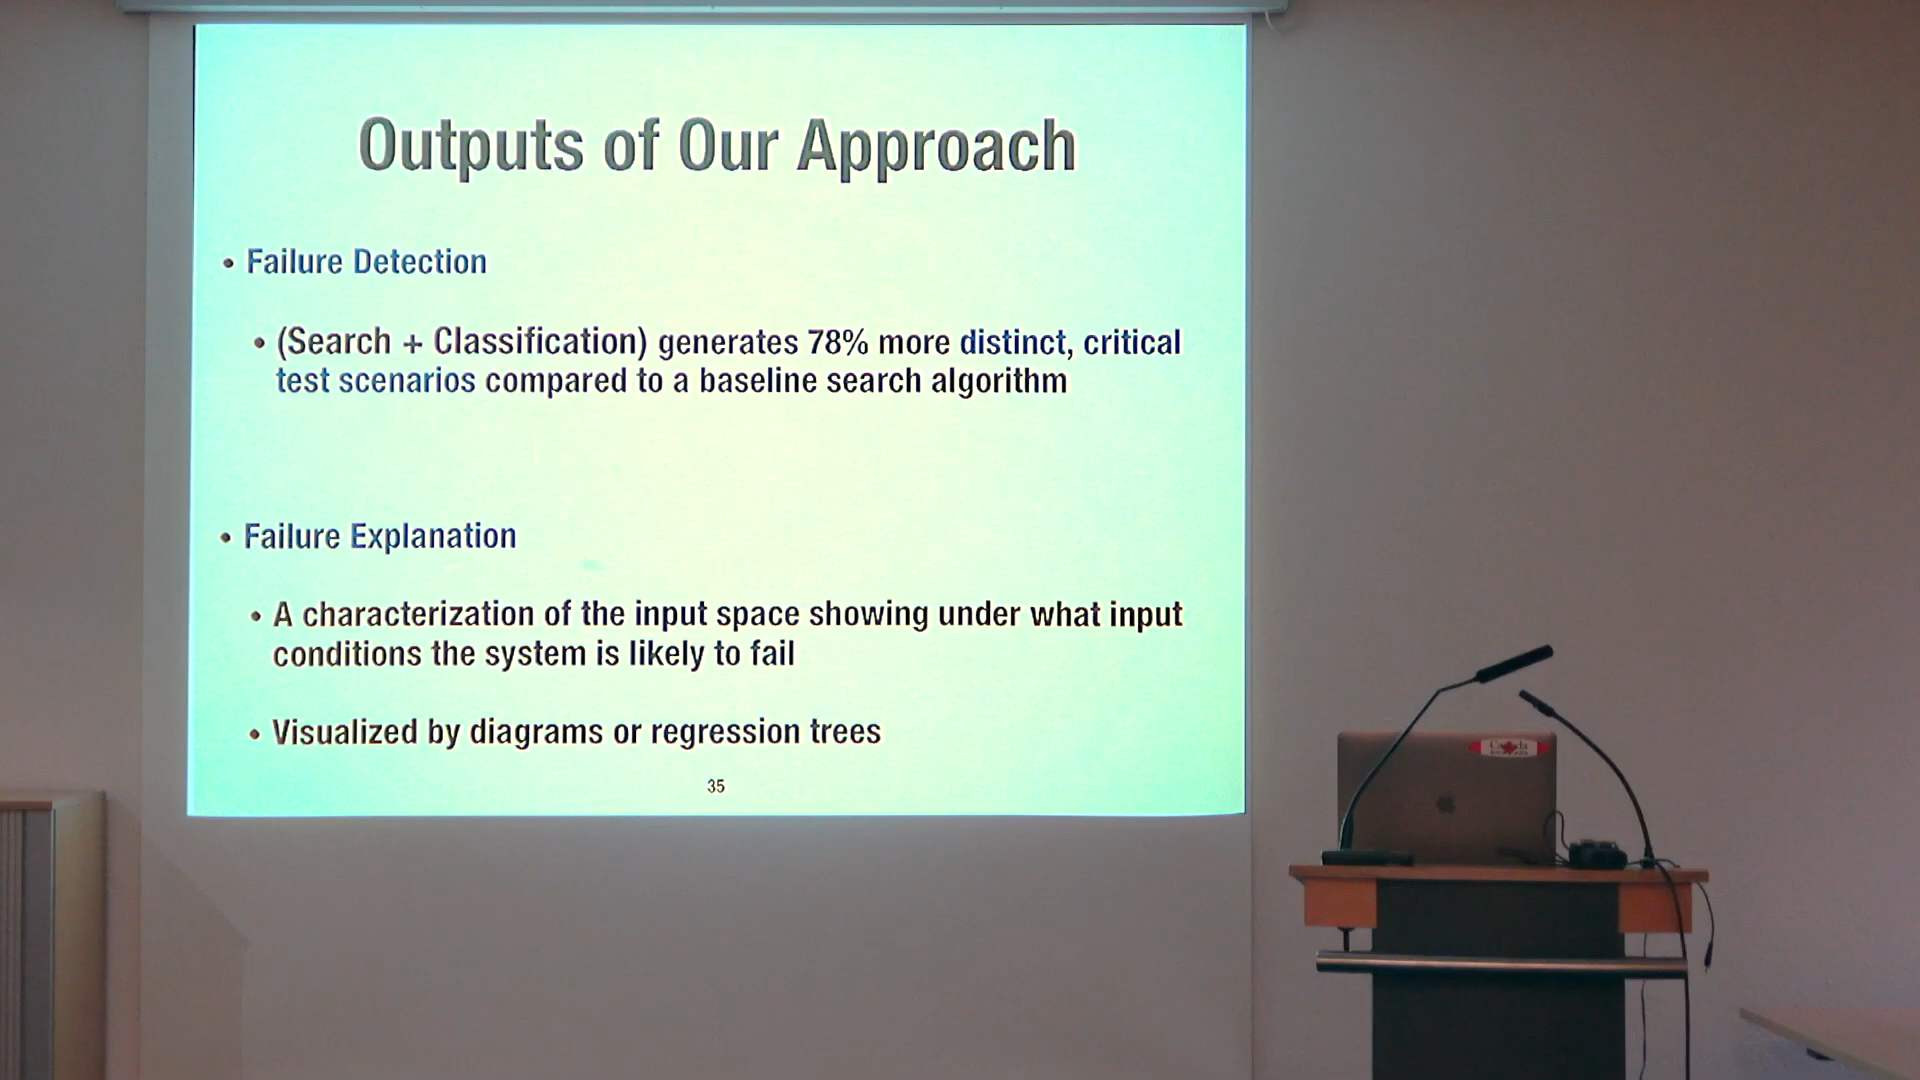 Outputs of Our Approach
• Failure Detection
• (Search + Classification) generates 78% more distinct, critical
test scenarios compared to a baseline search algorithm
• Failure Explanation
• A characterization of the input space showing under what input
conditions the system is likely to fail
• Visualized by diagrams or regression trees
35
Canada